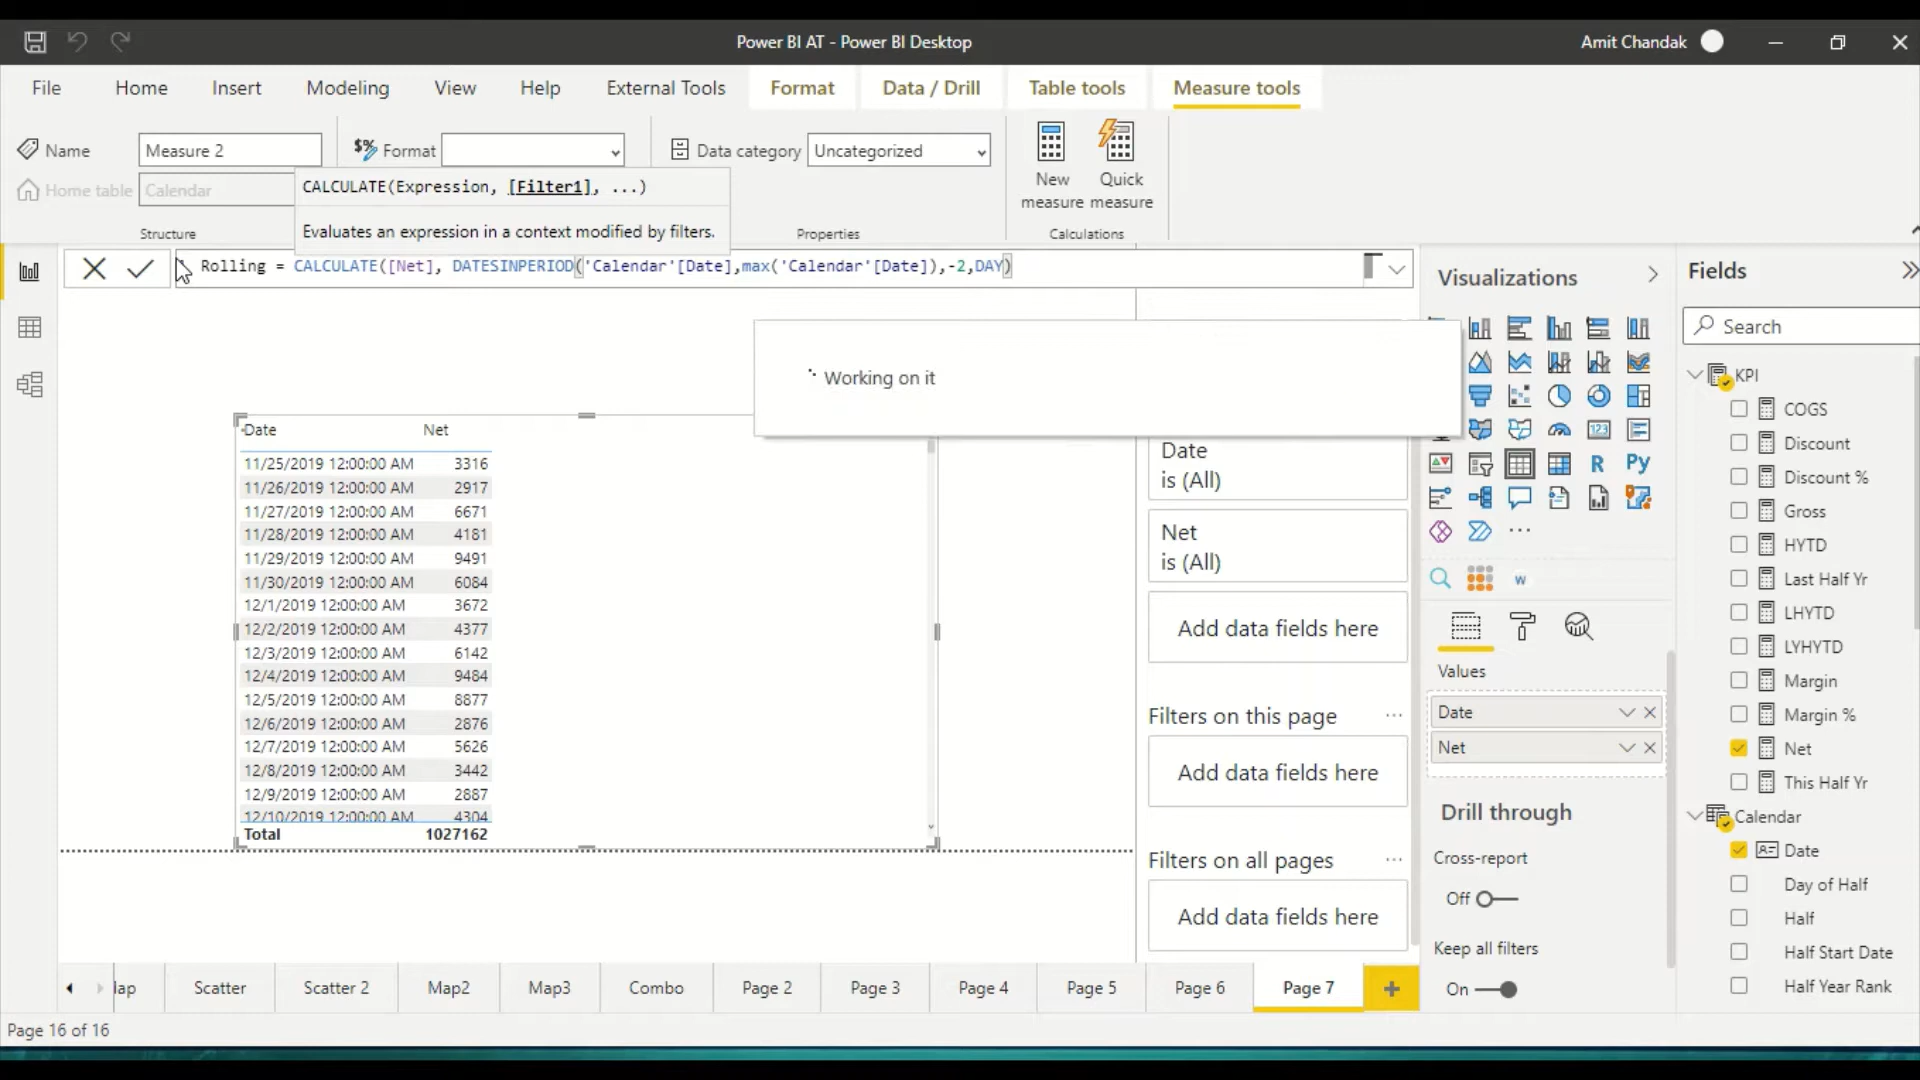 Power BI AT - Power BI Desktop
Amit Chandak
File Home Insert Modeling View Help External Tools Format Data / Drill Table tools Measure tools
Name Measure 2
Format
Data category Uncategorized
New measure
Quick measure
Home table Calendar
CALCULATE(Expression, [Filter1], ...)
Evaluates an expression in a context modified by filters.
Structure
Properties
Calculations
Rolling = CALCULATE([Net], DATESINPERIOD('Calendar'[Date],max('Calendar'[Date]),-2,DAY)
Working on it
Date Net
11/25/2019 12:00:00 AM 3316
11/26/2019 12:00:00 AM 2917
11/27/2019 12:00:00 AM 6671
11/28/2019 12:00:00 AM 4181
11/29/2019 12:00:00 AM 9491
11/30/2019 12:00:00 AM 6084
12/1/2019 12:00:00 AM 3672
12/2/2019 12:00:00 AM 4377
12/3/2019 12:00:00 AM 6142
12/4/2019 12:00:00 AM 9484
12/5/2019 12:00:00 AM 8877
12/6/2019 12:00:00 AM 2876
12/7/2019 12:00:00 AM 5626
12/8/2019 12:00:00 AM 3442
12/9/2019 12:00:00 AM 2887
12/10/2019 12:00:00 AM 4304
Total 1027162
Date
is (All)
Net
is (All)
Add data fields here
Filters on this page ...
Add data fields here
Filters on all pages ...
Add data fields here
Visualizations
R
Py
...
W
Values
Date
Net
Drill through
Cross-report
Off
Keep all filters
On
Fields
Search
KPI
COGS
Discount
Discount %
Gross
HYTD
Last Half Yr
LHYTD
LYHYTD
Margin
Margin %
Net
This Half Yr
Calendar
Date
Day of Half
Half
Half Start Date
Half Year Rank
lap Scatter Scatter 2 Map2 Map3 Combo Page 2 Page 3 Page 4 Page 5 Page 6 Page 7
Page 16 of 16